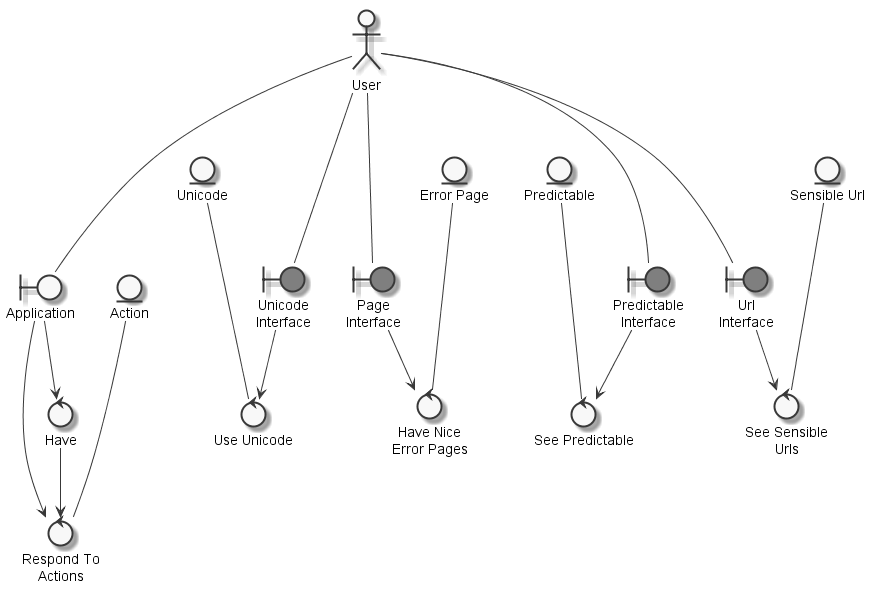 User
Unicode
Error Page
Predictable
Sensible Url
Application
Action
Unicode
Interface
Page
Interface
Predictable
Interface
Url
Interface
Have
Use Unicode
Have Nice
Error Pages
See Predictable
See Sensible
Urls
Respond To
Actions